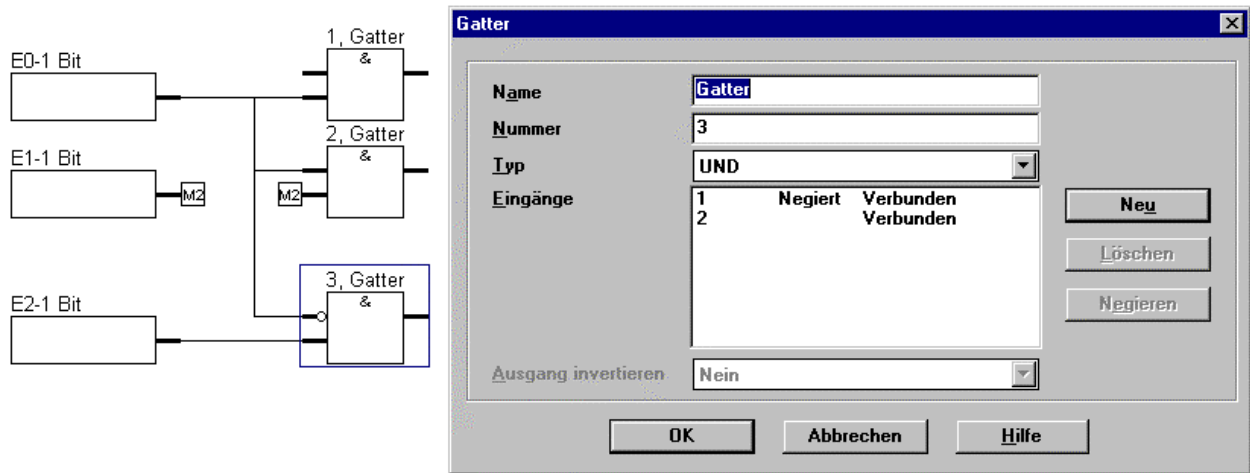 E0-1 Bit
E1-1 Bit
M2
E2-1 Bit
1, Gatter
&
2, Gatter
&
M2
3, Gatter
&
Gatter
Name Gatter
Nummer 3
Typ UND
Eingänge
1 Negiert Verbunden
2 Verbunden
Neu
Löschen
Negieren
Ausgang invertieren Nein
OK Abbrechen Hilfe